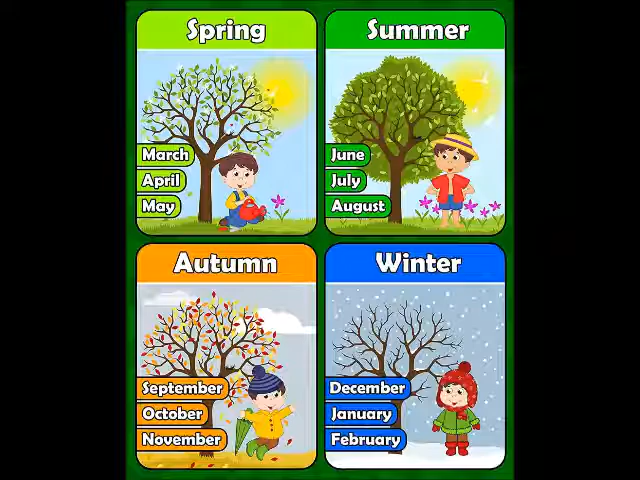 Spring
March
April
May
Summer
June
July
August
Autumn
September
October
November
Winter
December
January
February